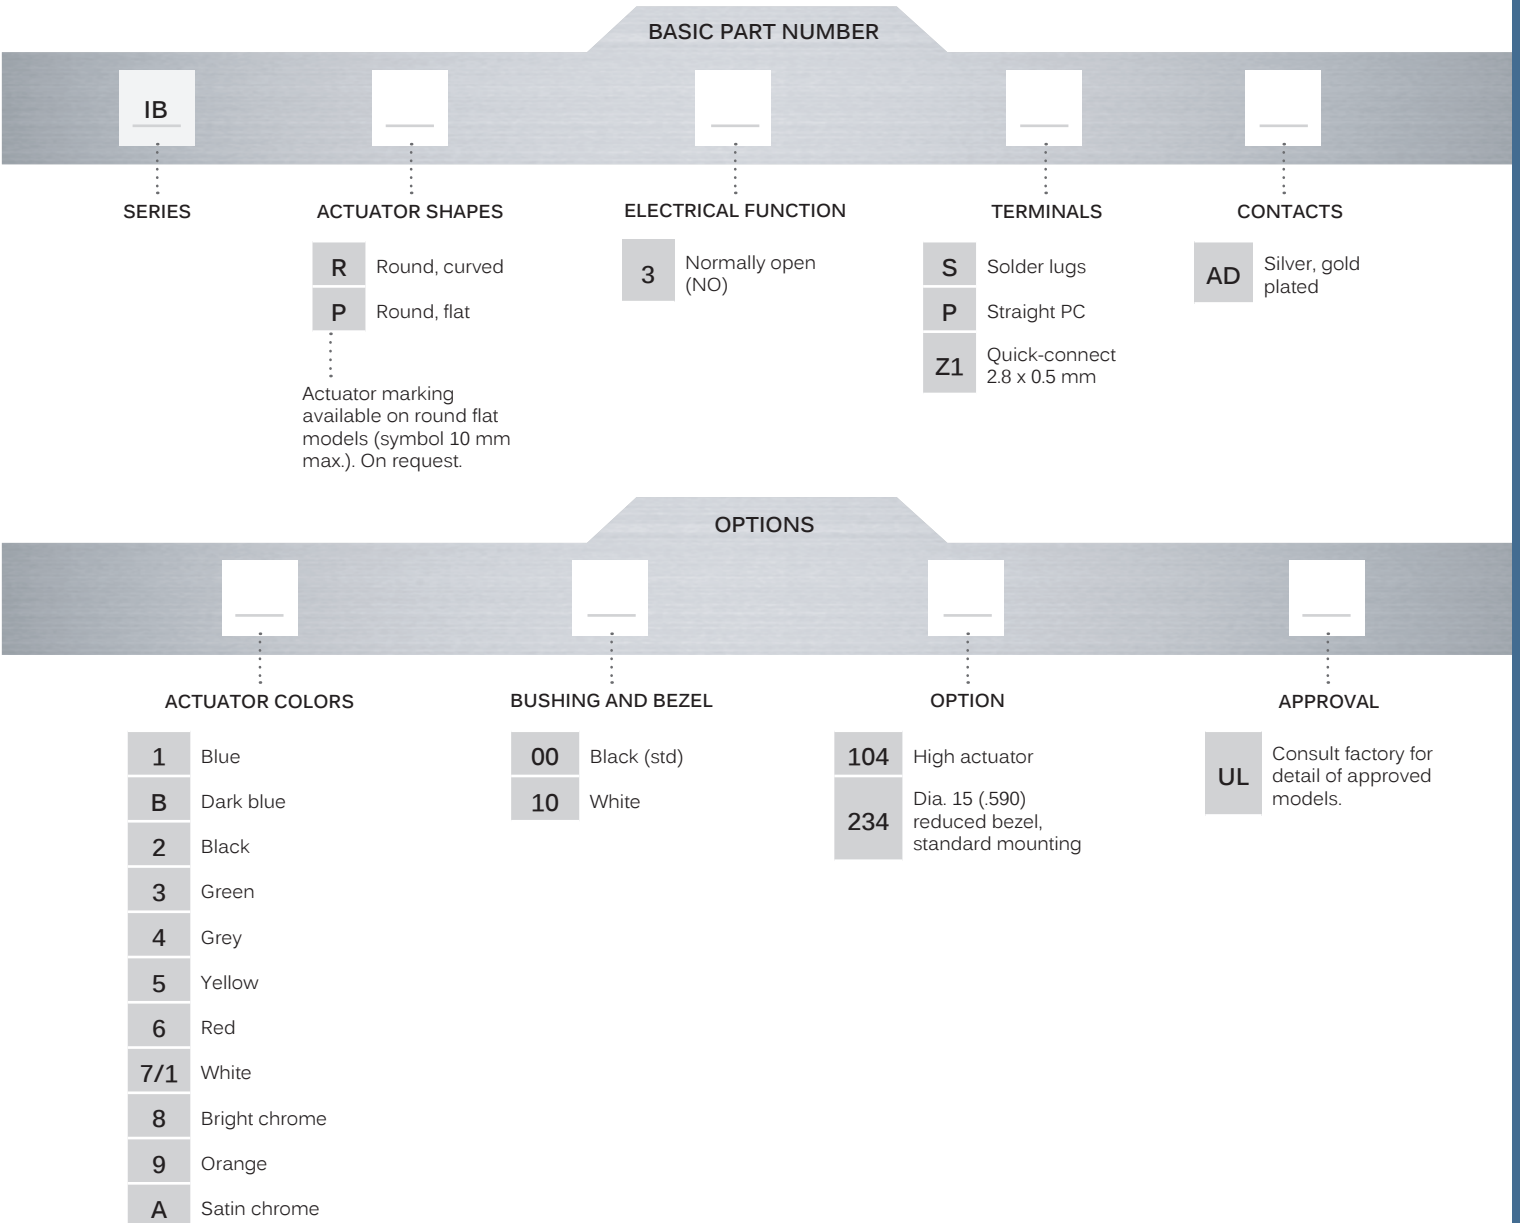 BASIC PART NUMBER
IB
SERIES
ACTUATOR SHAPES
R Round, curved
P Round, flat
Actuator marking
available on round flat
models (symbol 10 mm
max.). On request.
ELECTRICAL FUNCTION
3 Normally open
(NO)
TERMINALS
S Solder lugs
P Straight PC
Z1 Quick-connect
2.8 x 0.5 mm
CONTACTS
AD Silver, gold
plated
OPTIONS
ACTUATOR COLORS
1 Blue
B Dark blue
2 Black
3 Green
4 Grey
5 Yellow
6 Red
7/1 White
8 Bright chrome
9 Orange
A Satin chrome
BUSHING AND BEZEL
00 Black (std)
10 White
OPTION
104 High actuator
234 Dia. 15 (.590)
reduced bezel,
standard mounting
APPROVAL
UL Consult factory for
detail of approved
models.